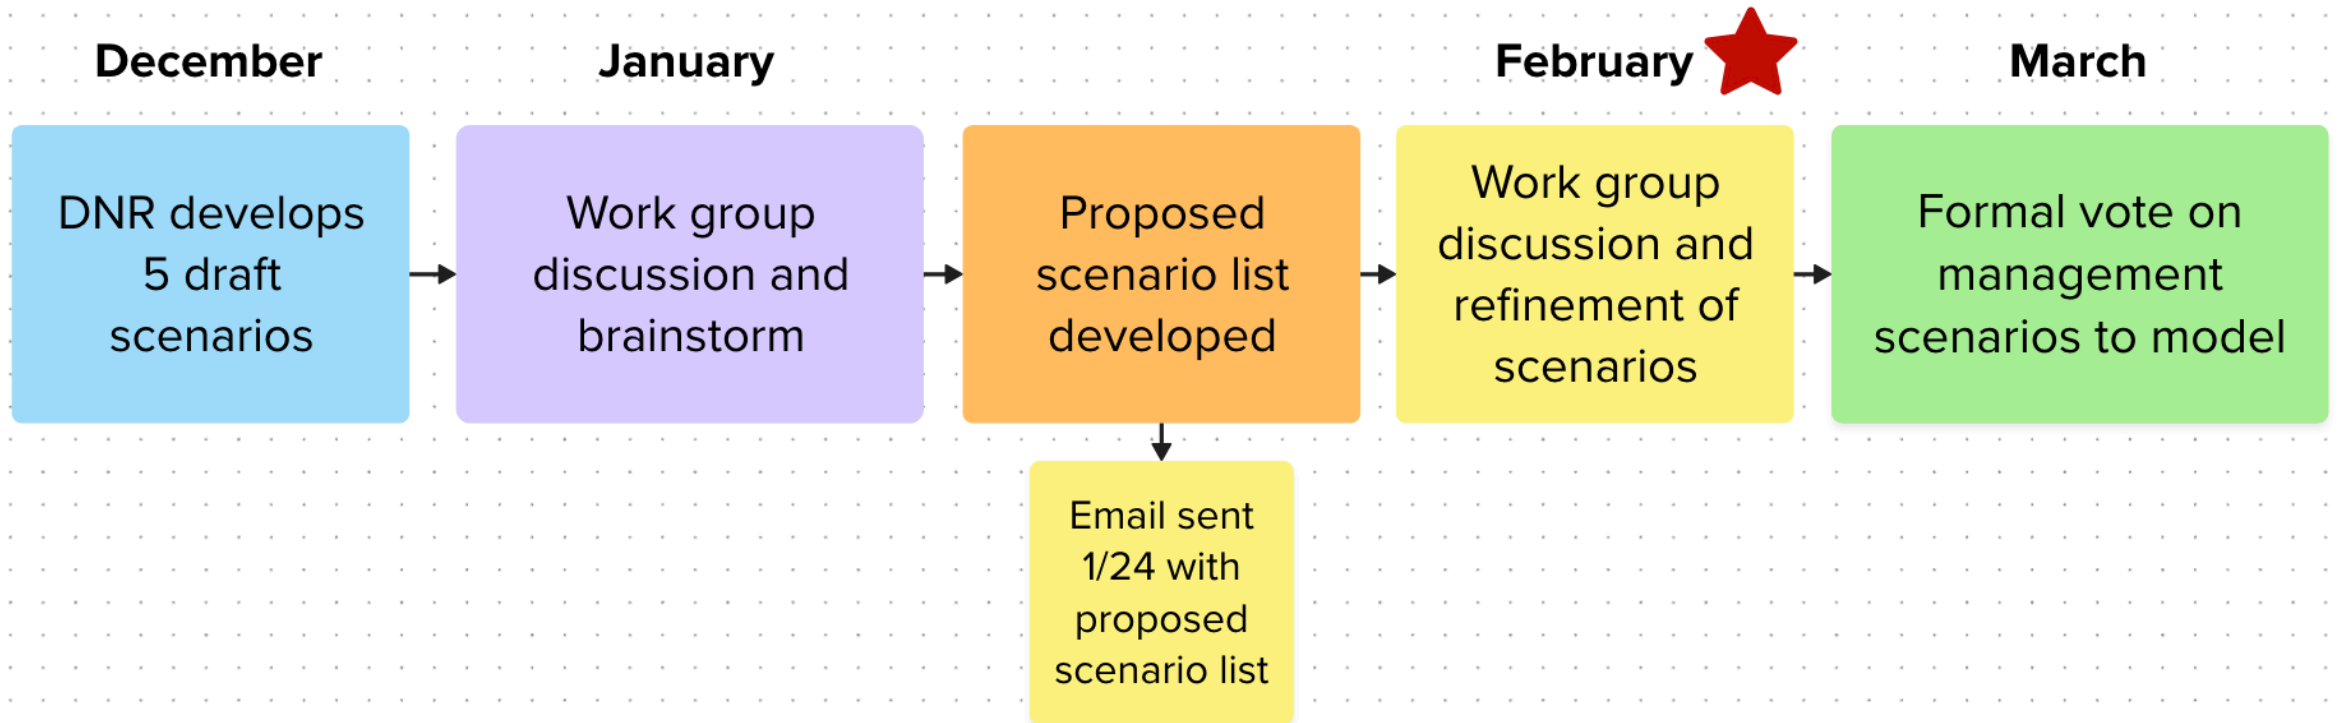 December
January
February
March
DNR develops
5 draft
scenarios
Work group
discussion and
brainstorm
Proposed
scenario list
developed
Work group
discussion and
refinement of
scenarios
Formal vote on
management
scenarios to model
Email sent
1/24 with
proposed
scenario list